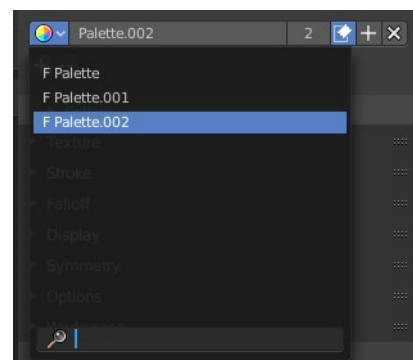 Palette.002 2
F Palette
F Palette.001
F Palette.002
Texture
Stroke
Falloff
Display
Symmetry
Options